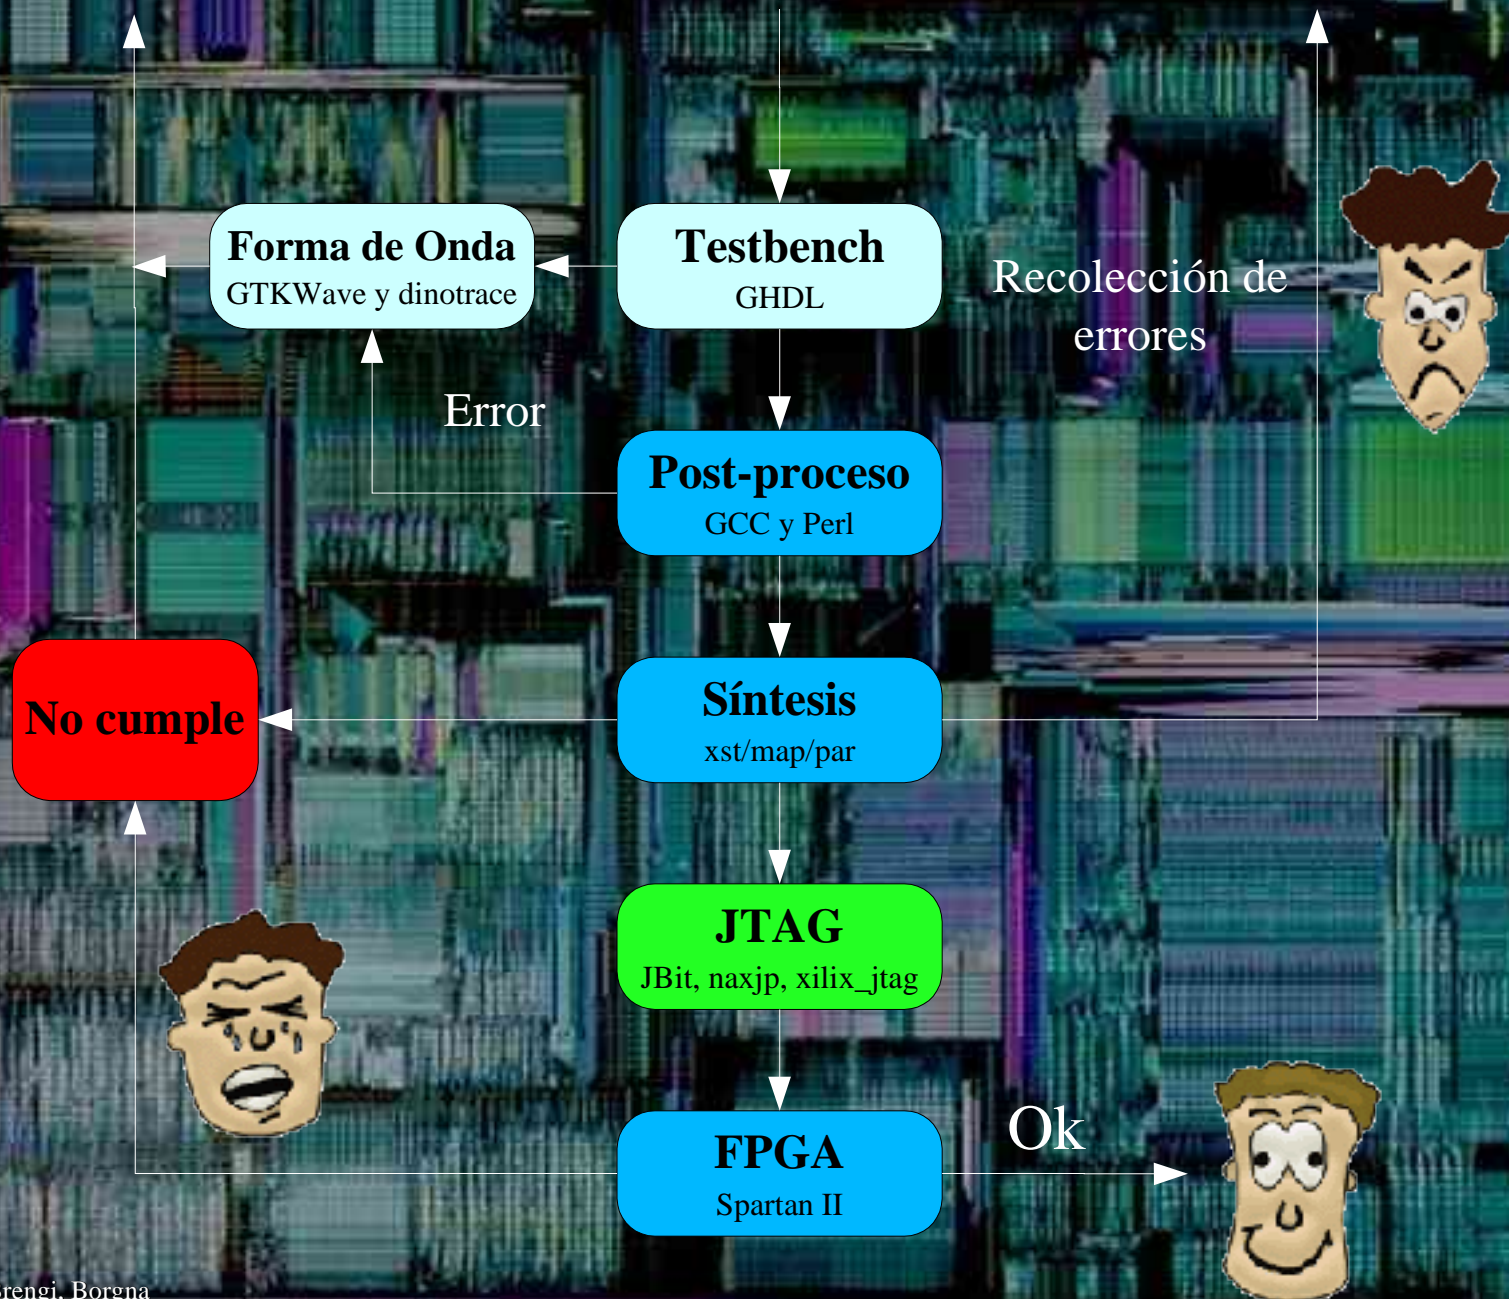 Forma de Onda
GTKWave y dinotrace
Testbench
GHDL
Recolección de
errores
Error
Post-proceso
GCC y Perl
No cumple
Síntesis
xst/map/par
JTAG
JBit, naxjp, xilix_jtag
Ok
FPGA
Spartan II
Borgna